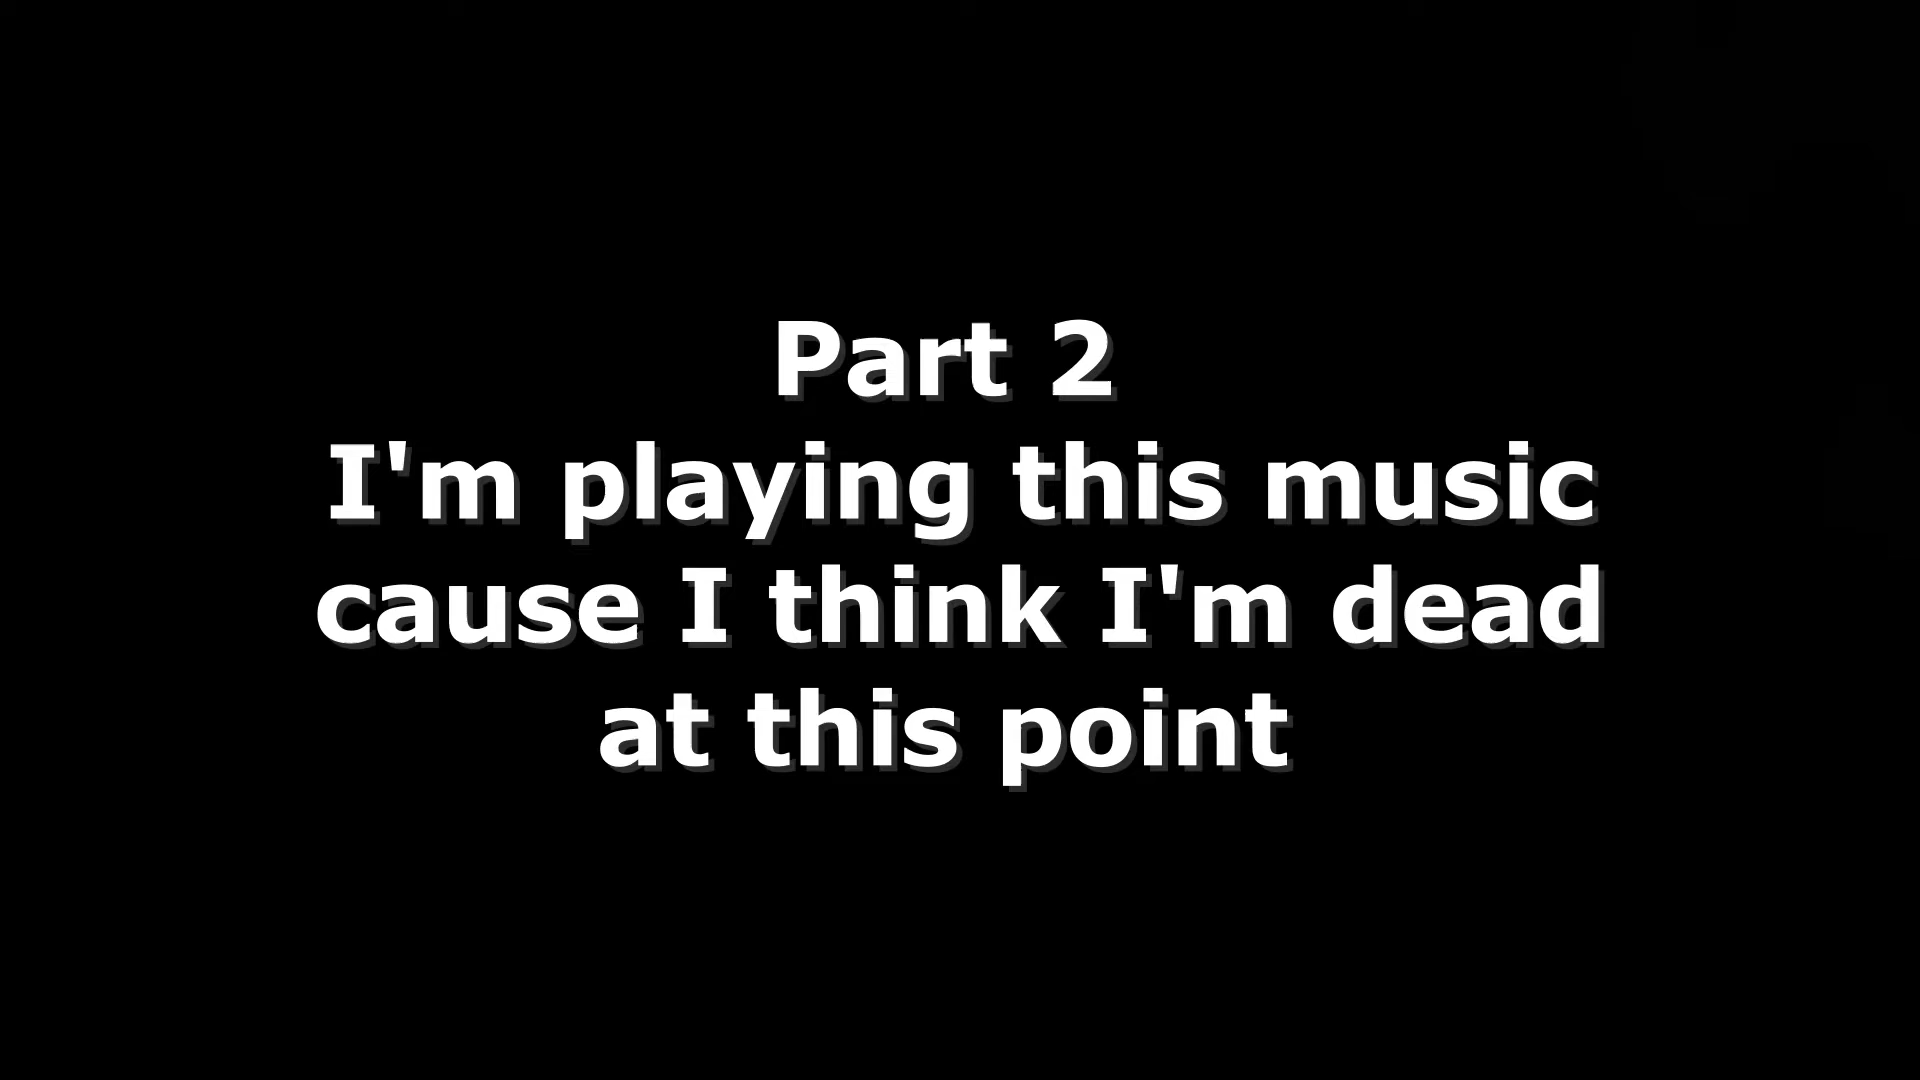 Part 2
I'm playing this music
cause I think I'm dead
at this point